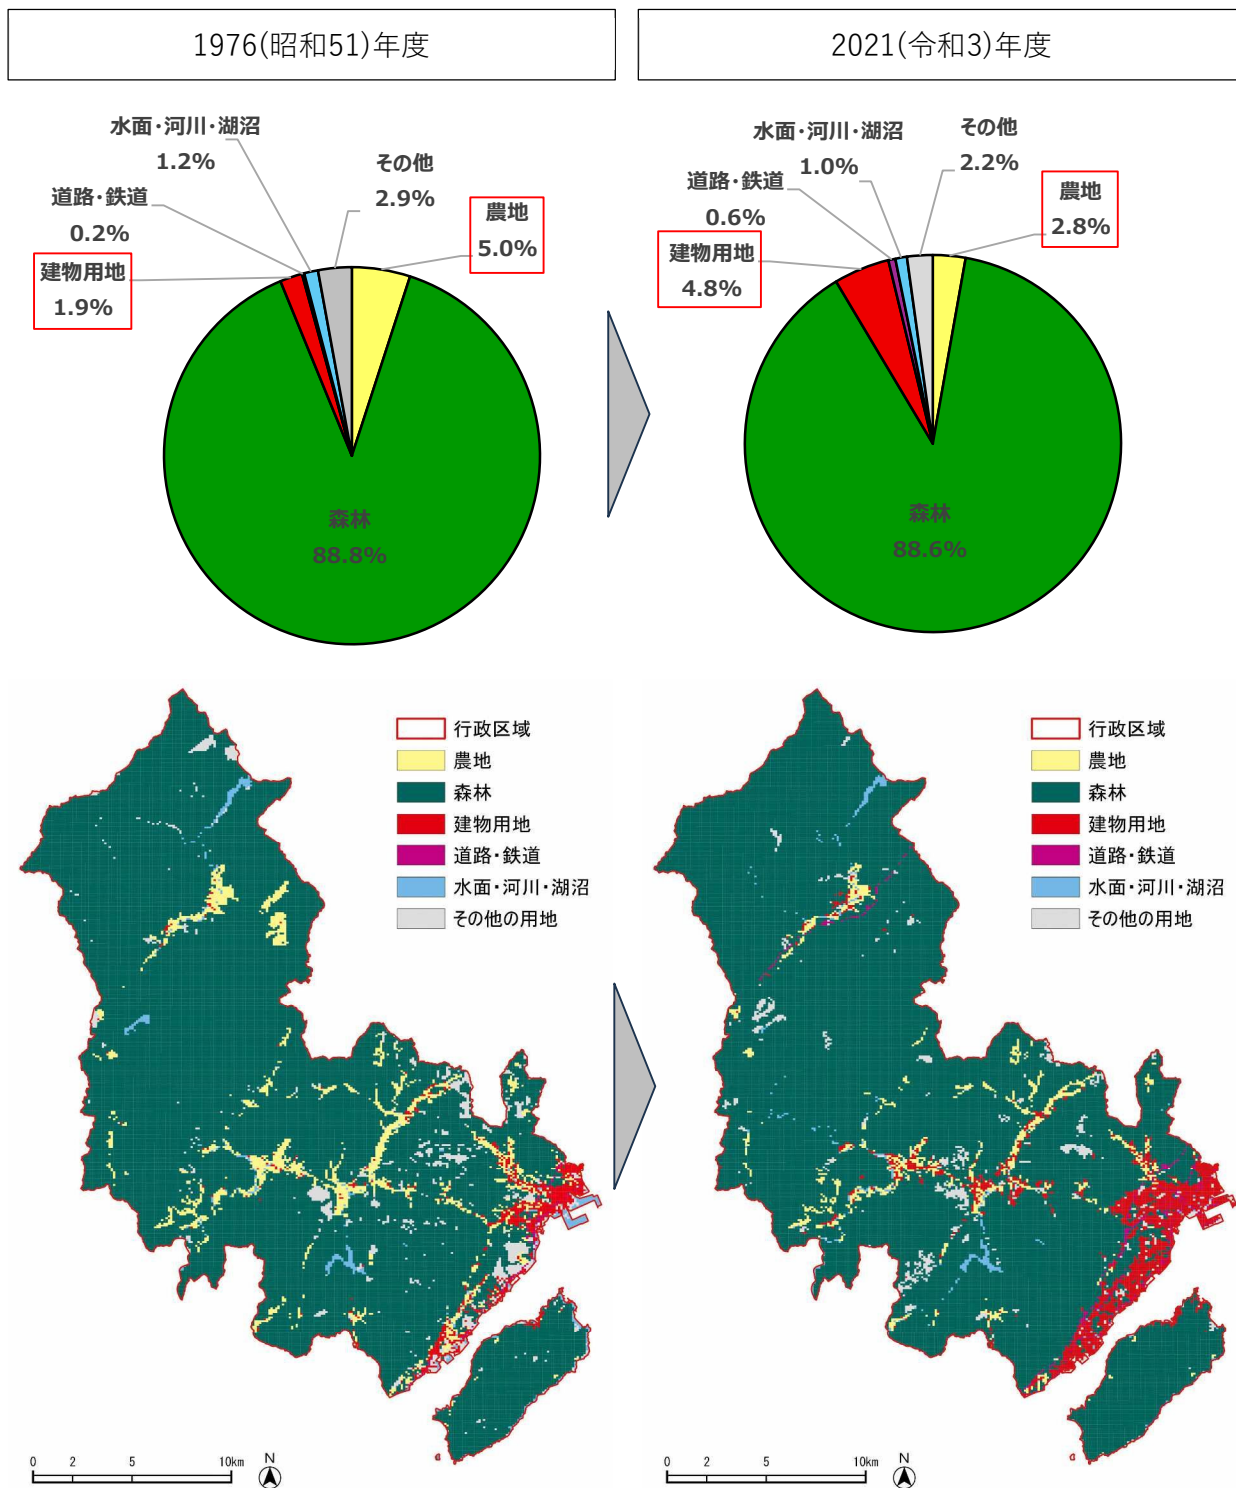 1976(昭和51)年度
2021(令和3)年度
水面・河川・湖沼
1.2%
その他
2.9%
道路・鉄道
0.2%
農地
5.0%
建物用地
1.9%
森林
88.8%
水面・河川・湖沼
1.0%
その他
2.2%
道路・鉄道
0.6%
農地
2.8%
建物用地
4.8%
森林
88.6%
行政区域
農地
森林
建物用地
道路・鉄道
水面・河川・湖沼
その他の用地
0 2 5 10km
N
行政区域
農地
森林
建物用地
道路・鉄道
水面・河川・湖沼
その他の用地
0 2 5 10km
N